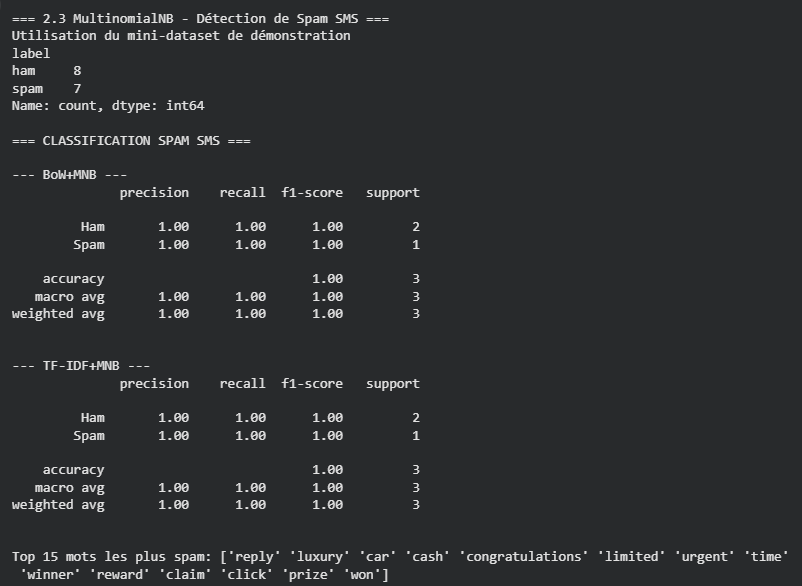 === 2.3 MultinomialNB - Détection de Spam SMS ===
Utilisation du mini-dataset de démonstration
label
ham     8
spam    7
Name: count, dtype: int64
=== CLASSIFICATION SPAM SMS ===
--- BoW+MNB ---
              precision    recall  f1-score   support
         Ham       1.00      1.00      1.00         2
        Spam       1.00      1.00      1.00         1
    accuracy                           1.00         3
   macro avg       1.00      1.00      1.00         3
weighted avg       1.00      1.00      1.00         3
--- TF-IDF+MNB ---
              precision    recall  f1-score   support
         Ham       1.00      1.00      1.00         2
        Spam       1.00      1.00      1.00         1
    accuracy                           1.00         3
   macro avg       1.00      1.00      1.00         3
weighted avg       1.00      1.00      1.00         3
Top 15 mots les plus spam: ['reply' 'luxury' 'car' 'cash' 'congratulations' 'limited' 'urgent' 'time'
 'winner' 'reward' 'claim' 'click' 'prize' 'won']